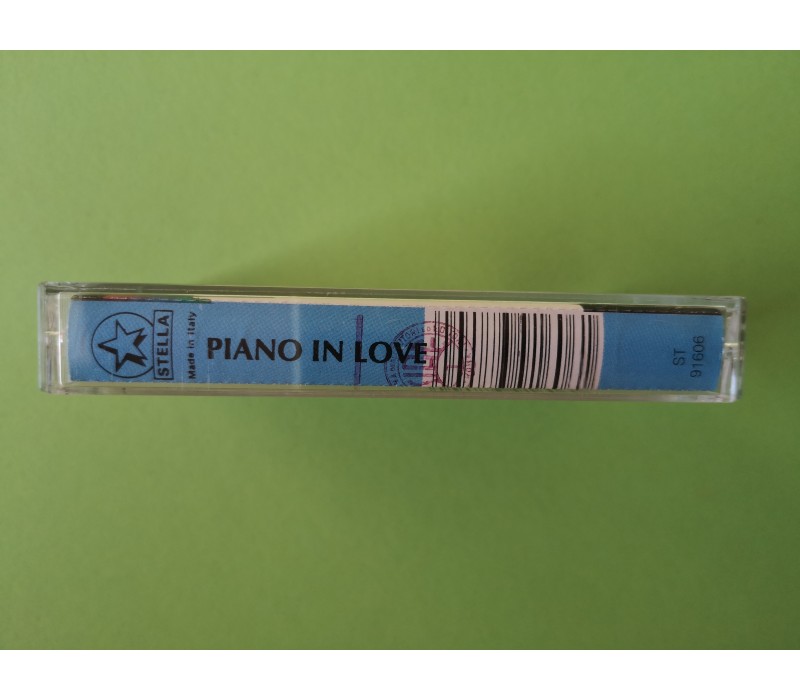 STELLA
Made in Italy
PIANO IN LOVE
ST
91606